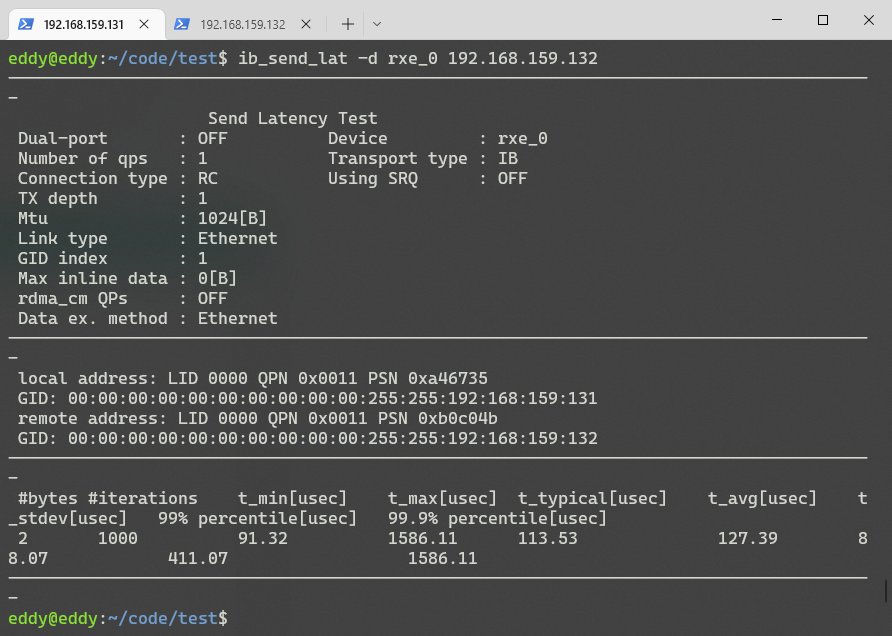 192.168.159.131
192.168.159.132
eddy@eddy:~/code/test$ ib_send_lat -d rxe_0 192.168.159.132
Send Latency Test
Dual-port : OFF Device : rxe_0
Number of qps : 1 Transport type : IB
Connection type : RC Using SRQ : OFF
TX depth : 1
Mtu : 1024[B]
Link type : Ethernet
GID index : 1
Max inline data : 0[B]
rdma_cm QPs : OFF
Data ex. method : Ethernet
local address: LID 0000 QPN 0x0011 PSN 0xa46735
GID: 00:00:00:00:00:00:00:00:00:00:255:255:192:168:159:131
remote address: LID 0000 QPN 0x0011 PSN 0xb0c04b
GID: 00:00:00:00:00:00:00:00:00:00:255:255:192:168:159:132
#bytes #iterations t_min[usec] t_max[usec] t_typical[usec] t_avg[usec] t
_stdev[usec] 99% percentile[usec] 99.9% percentile[usec]
2 1000 91.32 1586.11 113.53 127.39 8
8.07 411.07 1586.11
eddy@eddy:~/code/test$